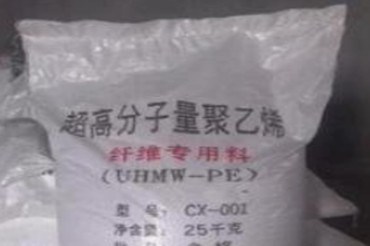 超高分子量聚乙烯
纤维专用料
(UHMW-PE)
型号: CX-001
净含量: 25千克